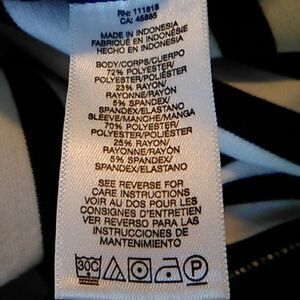 RN: 111818
CA: 45885
MADE IN INDONESIA
FABRIQUÉ EN INDONÉSIE
HECHO EN INDONESIA
BODY/CORPS/CUERPO
72% POLYESTER/
POLYESTER/POLIÉSTER
23% RAYON/
RAYONNE/RAYÓN
5% SPANDEX/
SPANDEX/ELASTANO
SLEEVE/MANCHE/MANGA
70% POLYESTER/
POLYESTER/POLIÉSTER
25% RAYON/
RAYONNE/RAYÓN
5% SPANDEX/
SPANDEX/ELASTANO
SEE REVERSE FOR
CARE INSTRUCTIONS
VOIR AU DOS POUR LES
CONSIGNES D'ENTRETIEN
VER REVERSO PARA LAS
INSTRUCCIONES DE
MANTENIMIENTO
30C P